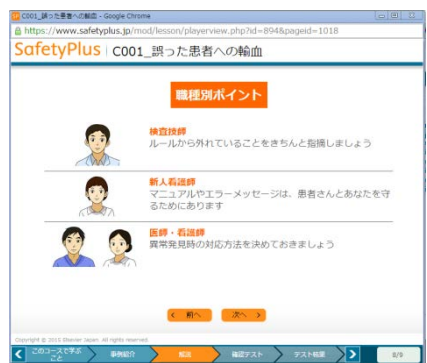 C001_誤った患者への輸血 - Google Chrome
https://www.safetyplus.jp/mod/lesson/playerview.php?id=894&pageid=1018
SafetyPlus | C001_誤った患者への輸血
職種別ポイント
検査技師
ルールから外れていることをきちんと指摘しましょう
新人看護師
マニュアルやエラーメッセージは、患者さんとあなたを守
るためにあります
医師・看護師
異常発見時の対応方法を決めておきましょう
< 前へ 次へ >
Copyright © 2013 Elsevier Japan. All rights reserved.
< このコースで学ぶ
こと 事例紹介 解説 確認テスト テスト結果 > 8/9